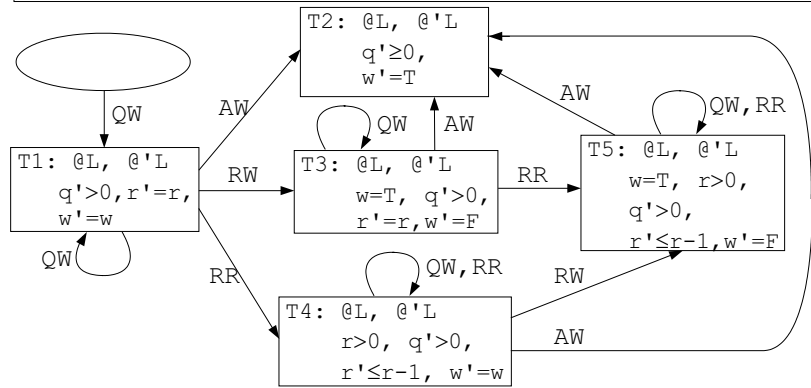 T2: @L, @'L
q'≥0,
w'=T
QW
AW
QW
AW
AW
QW,RR
T1: @L, @'L
q'>0,r'=r,
w'=w
RW
T3: @L, @'L
w=T, q'>0,
r'=r,w'=F
RR
T5: @L, @'L
w=T, r>0,
q'>0,
r'≤r-1,w'=F
QW
RR
QW,RR
RW
T4: @L, @'L
r>0, q'>0,
r'≤r-1, w'=w
AW